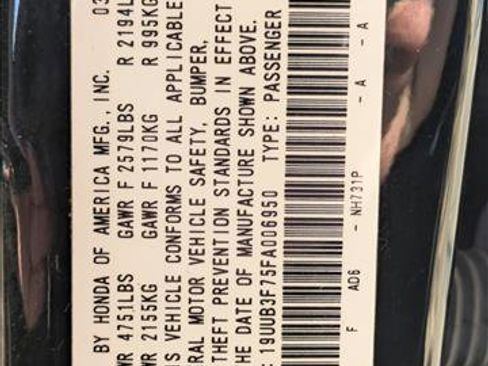 BY HONDA OF AMERICA MFG., INC. 03
WR 4751LBS GAWR F 2579LBS R 2194L
WR 2155KG GAWR F 1170KG R 995KG
S VEHICLE CONFORMS TO ALL APPLICABLE
RAL MOTOR VEHICLE SAFETY, BUMPER,
THEFT PREVENTION STANDARDS IN EFFECT
HE DATE OF MANUFACTURE SHOWN ABOVE.
: 19UUB3F75FA006950 TYPE: PASSENGER
F AD6 - NH731P - A - A